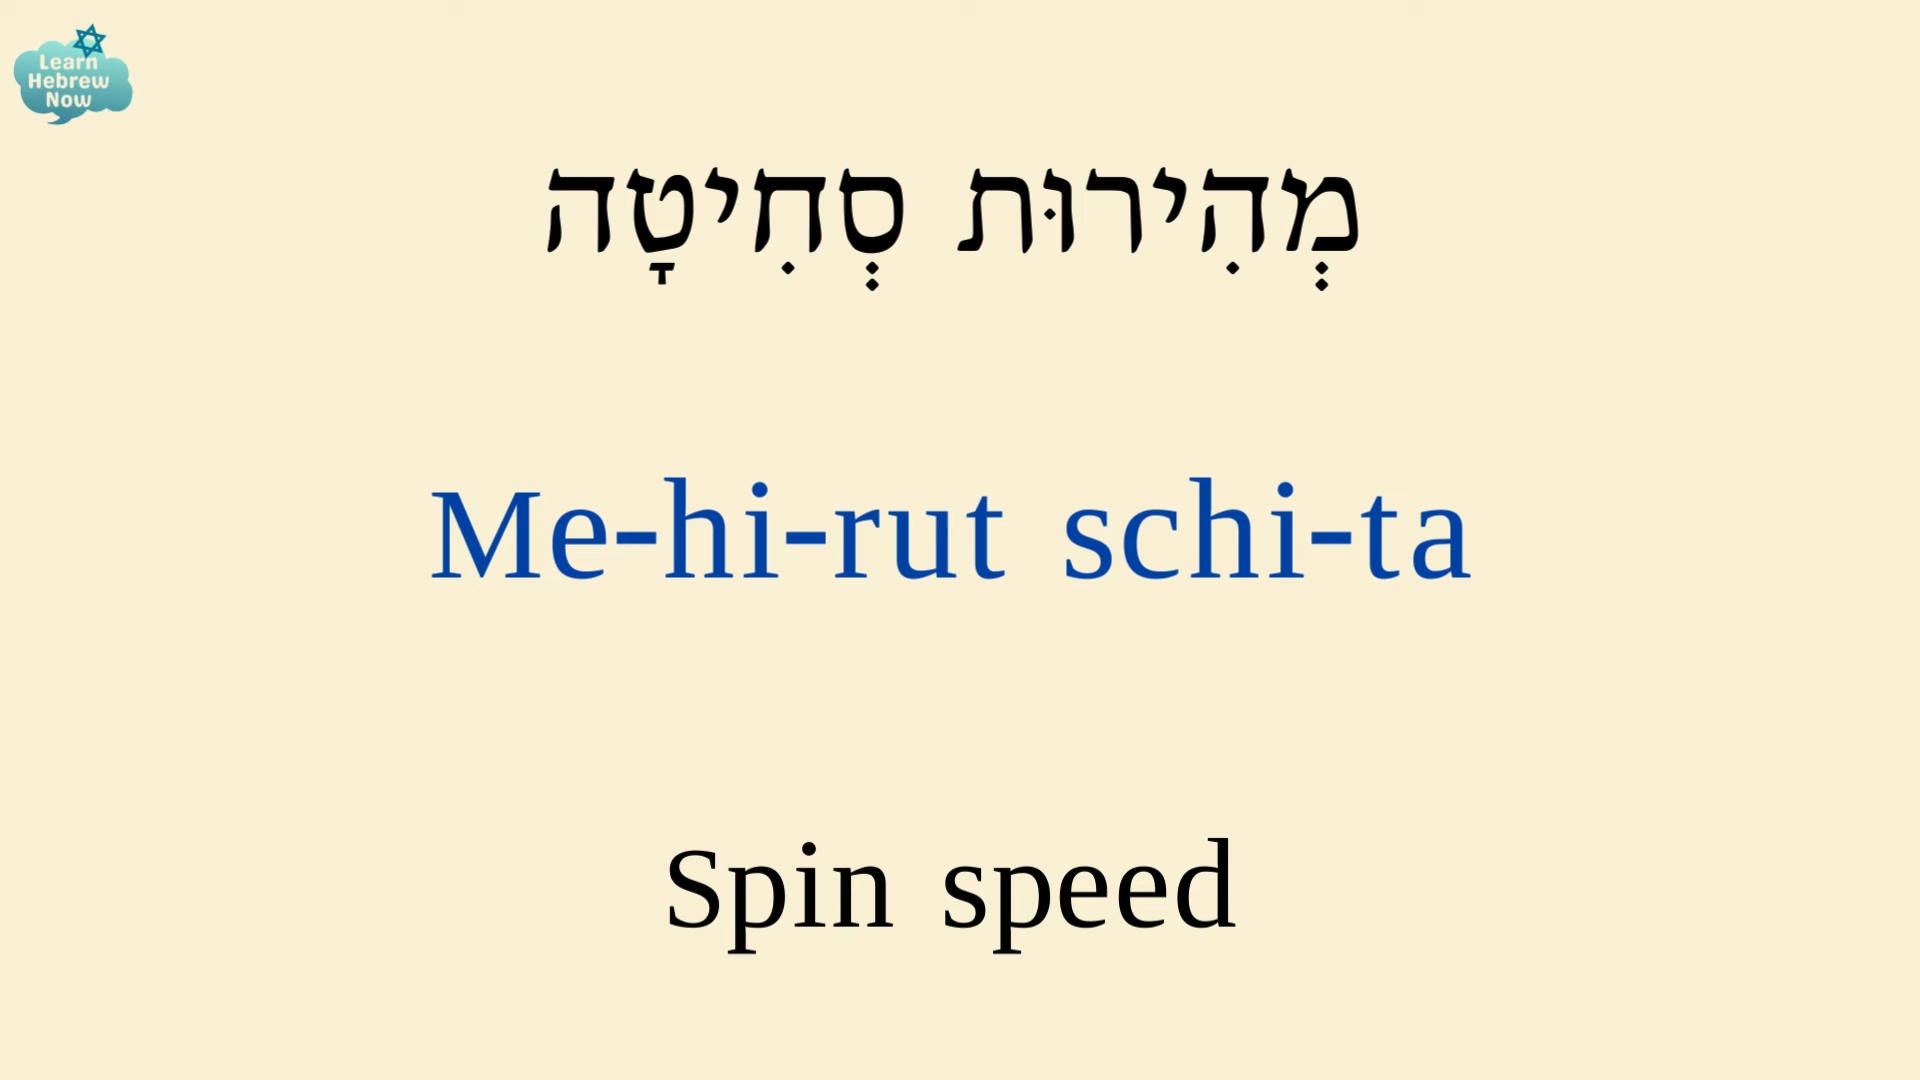 Learn
Hebrew
Now
מְהִירוּת סְחִיטָה
Me-hi-rut schi-ta
Spin speed